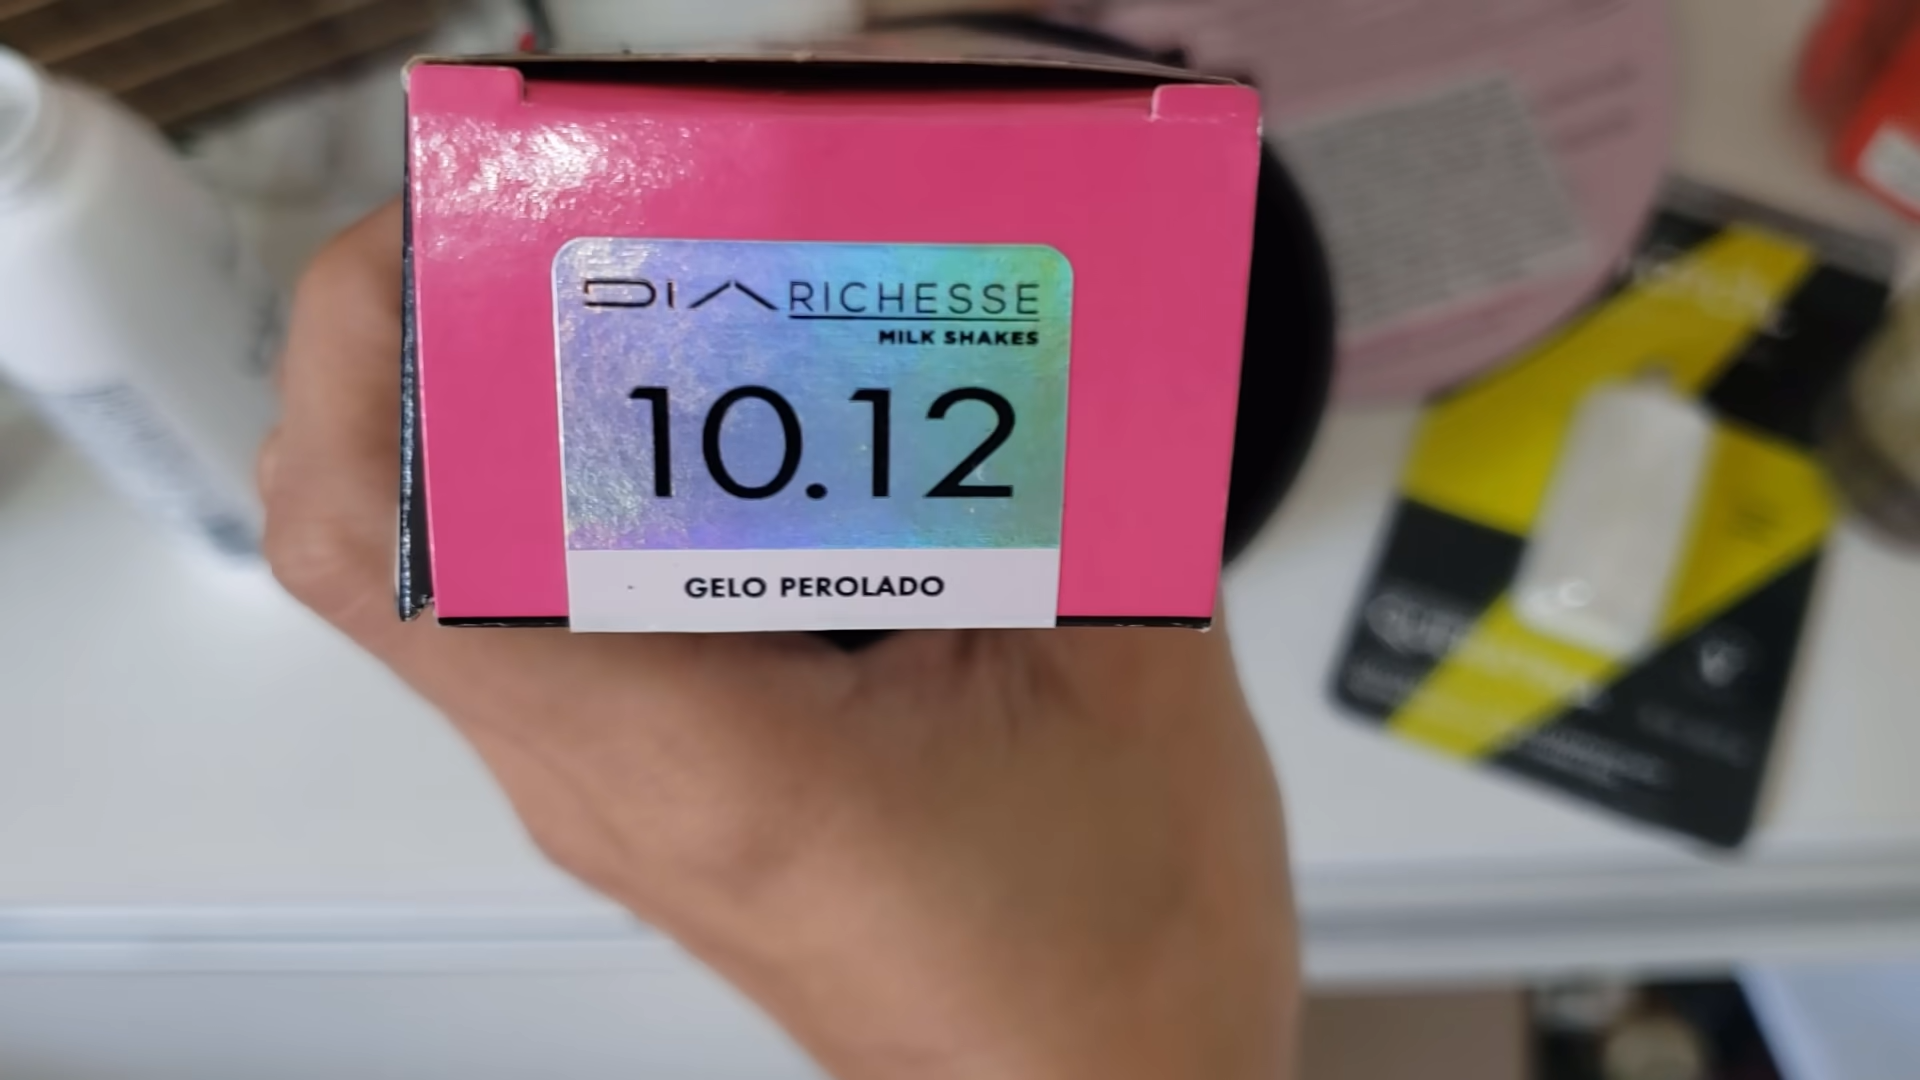 DIA RICHESSE
MILK SHAKES
10.12
GELO PEROLADO